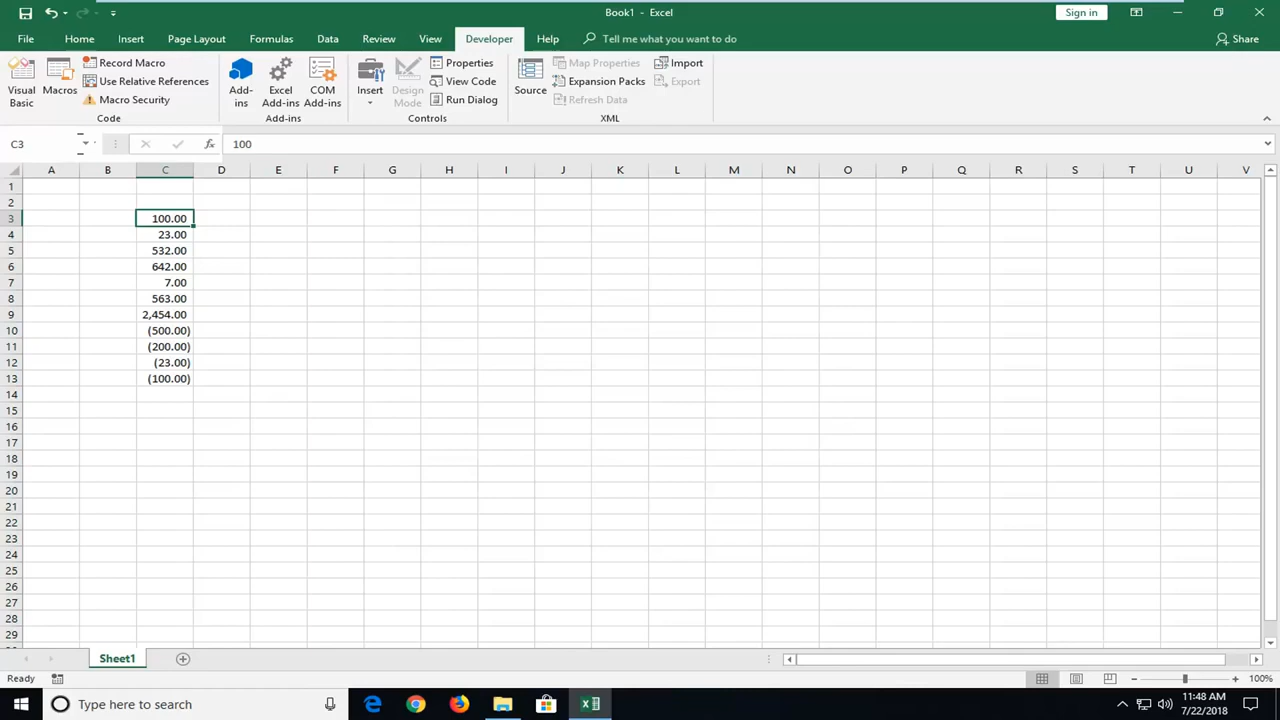 Book1 - Excel
Sign in
File Home Insert Page Layout Formulas Data Review View Developer Help Tell me what you want to do Share
Visual Basic
Macros
Record Macro
Use Relative References
Macro Security
Code
Add-ins
Excel Add-ins
COM Add-ins
Add-ins
Insert
Design Mode
Properties
View Code
Run Dialog
Controls
Source
Map Properties
Expansion Packs
Refresh Data
Import
Export
XML
C3 fx 100
A B C D E F G H I J K L M N O P Q R S T U V
1
2
3 100.00
4 23.00
5 532.00
6 642.00
7 7.00
8 563.00
9 2,454.00
10 (500.00)
11 (200.00)
12 (23.00)
13 (100.00)
14
15
16
17
18
19
20
21
22
23
24
25
26
27
28
29
Sheet1
Ready 100%
Type here to search
11:48 AM
7/22/2018